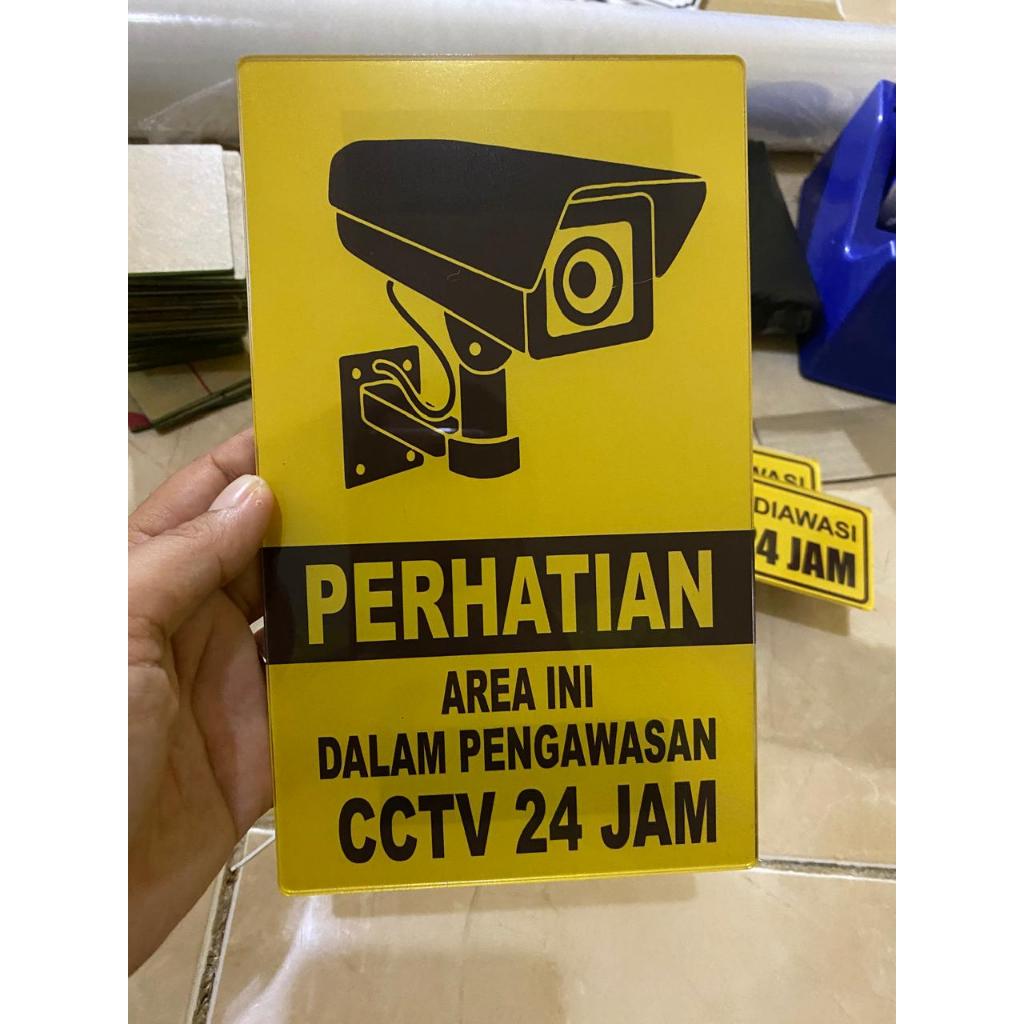 PERHATIAN
AREA INI
DALAM PENGAWASAN
CCTV 24 JAM
DIAWASI
24 JAM